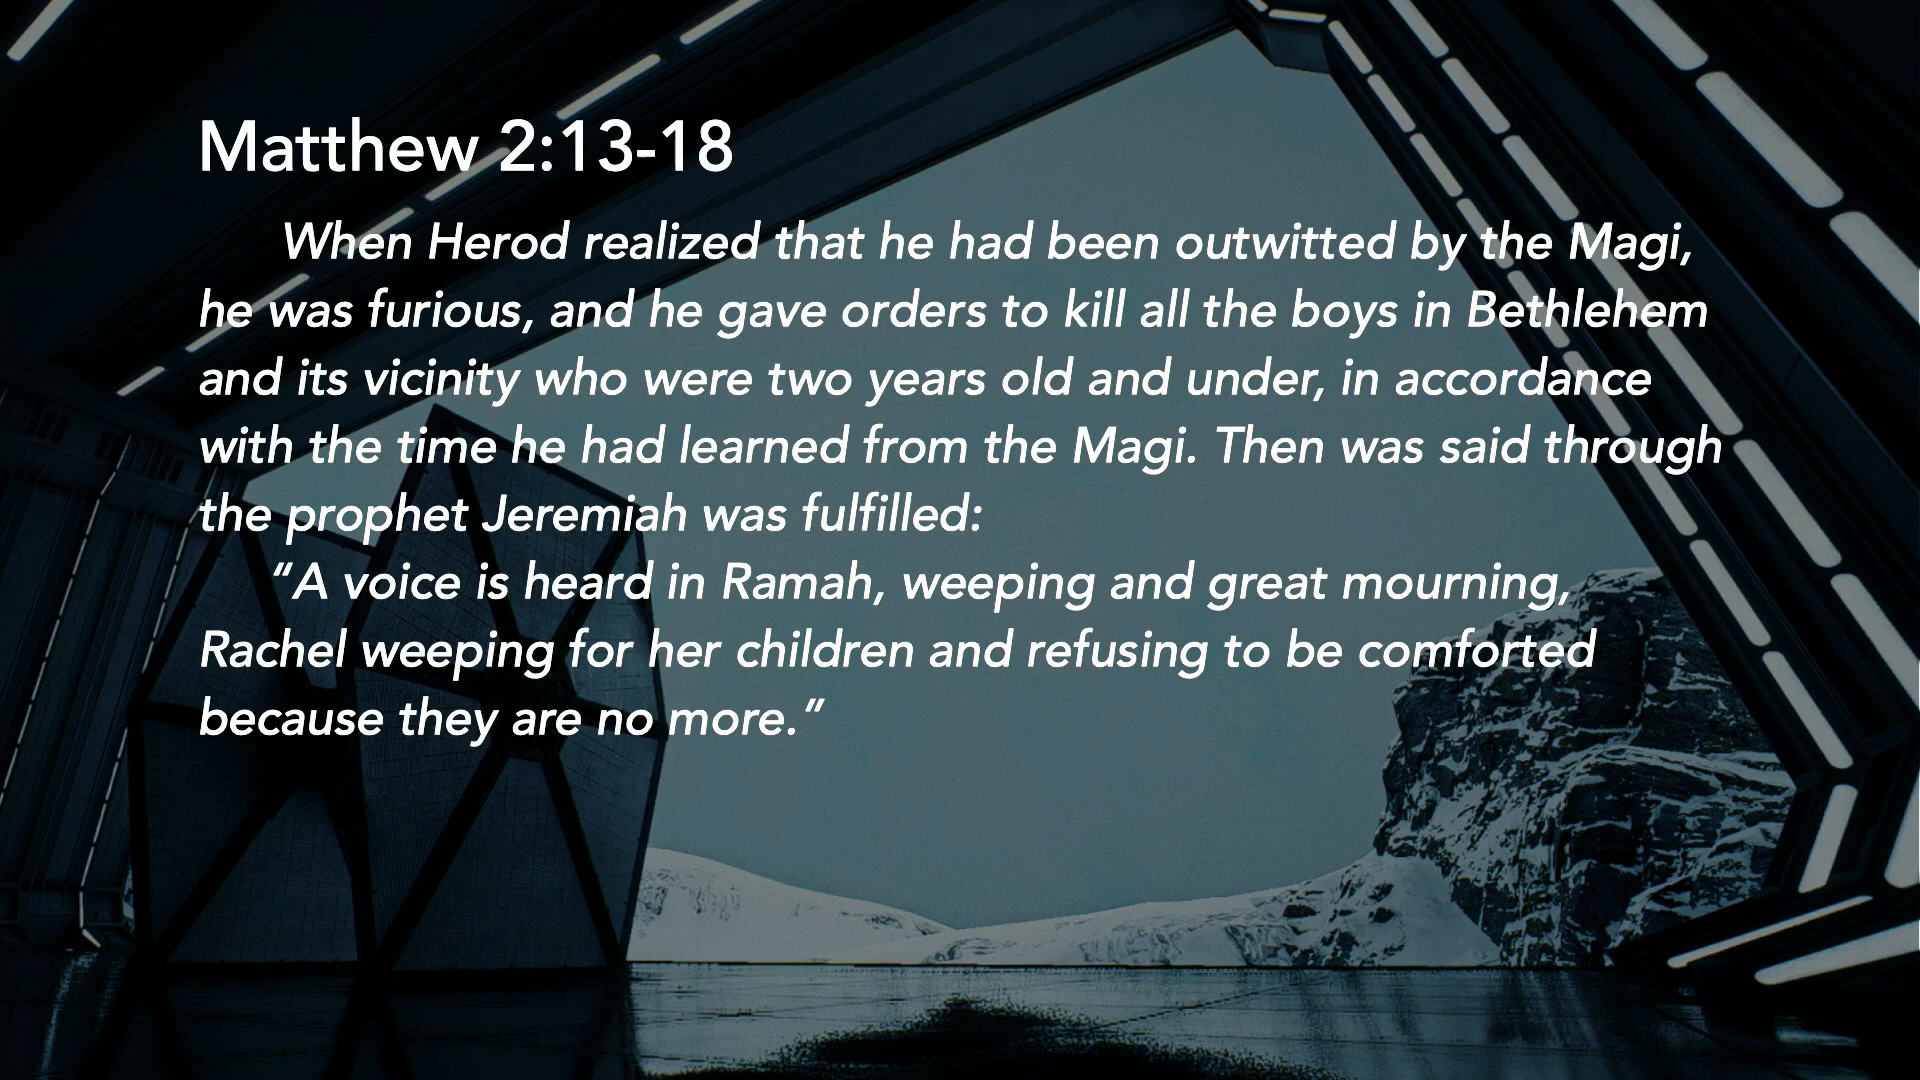 Matthew 2:13-18
When Herod realized that he had been outwitted by the Magi,
he was furious, and he gave orders to kill all the boys in Bethlehem
and its vicinity who were two years old and under, in accordance
with the time he had learned from the Magi. Then was said through
the prophet Jeremiah was fulfilled:
“A voice is heard in Ramah, weeping and great mourning,
Rachel weeping for her children and refusing to be comforted
because they are no more.”